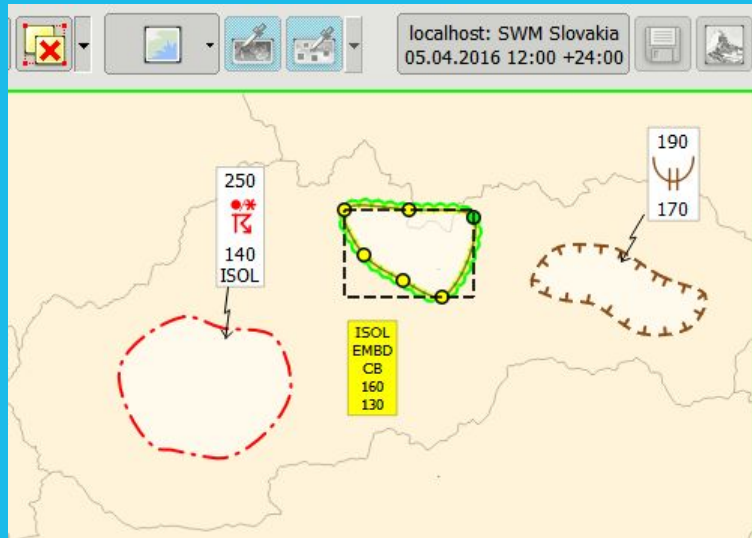 localhost: SWM Slovakia
05.04.2016 12:00 +24:00
190
170
250
140
ISOL
ISOL
EMBD
CB
160
130